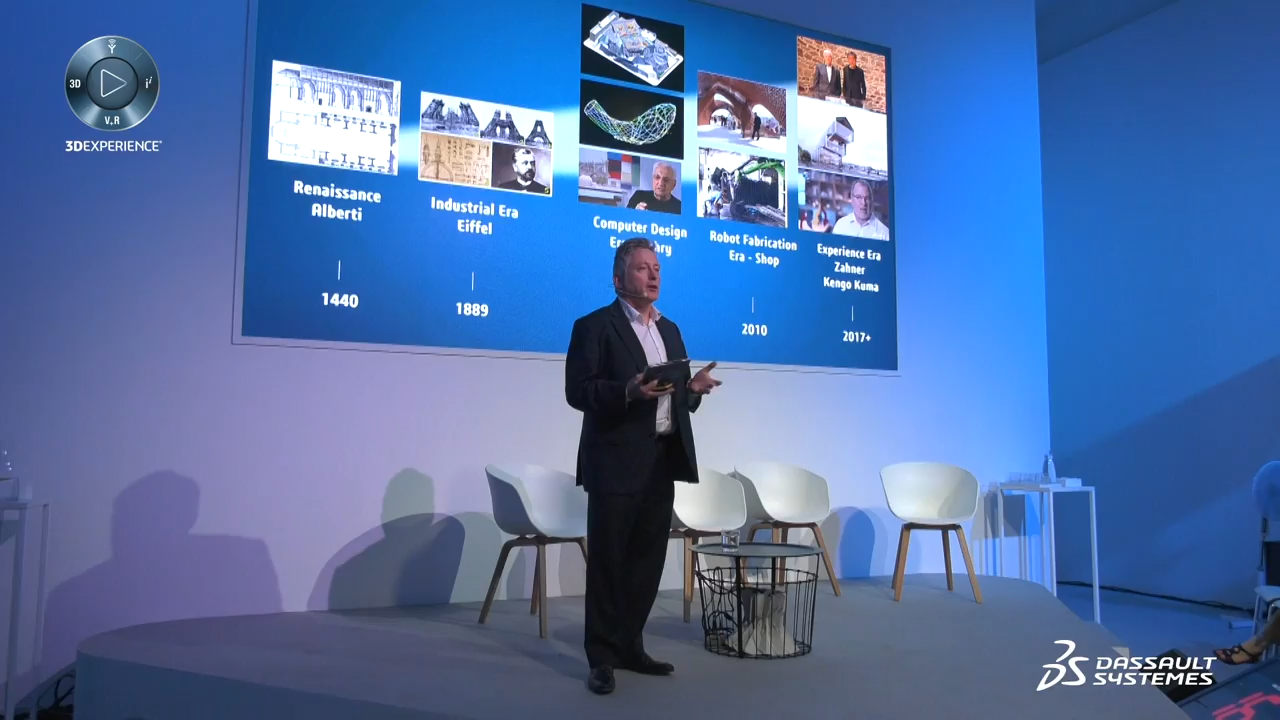 3D
i
V,R
3DEXPERIENCE
Renaissance
Alberti
1440
Industrial Era
Eiffel
1889
Computer Design
Robot Fabrication
Era - Shop
2010
Experience Era
Zahner
Kengo Kuma
2017+
DASSAULT
SYSTEMES